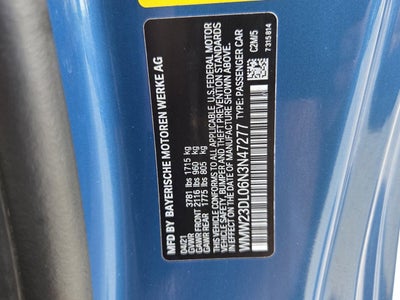 MFD BY BAYERISCHE MOTOREN WERKE AG
04/21
GVWR 3781 lbs 1715 kg
GAWR FRONT 2116 lbs 960 kg
GAWR REAR 1775 lbs 805 kg
THIS VEHICLE CONFORMS TO ALL APPLICABLE U.S. FEDERAL MOTOR
VEHICLE SAFETY, BUMPER AND THEFT PREVENTION STANDARDS
IN EFFECT ON THE DATE OF MANUFACTURE SHOWN ABOVE.
WMW23DL06N3N47277 TYPE: PASSENGER CAR
C2M/5
7 315 814